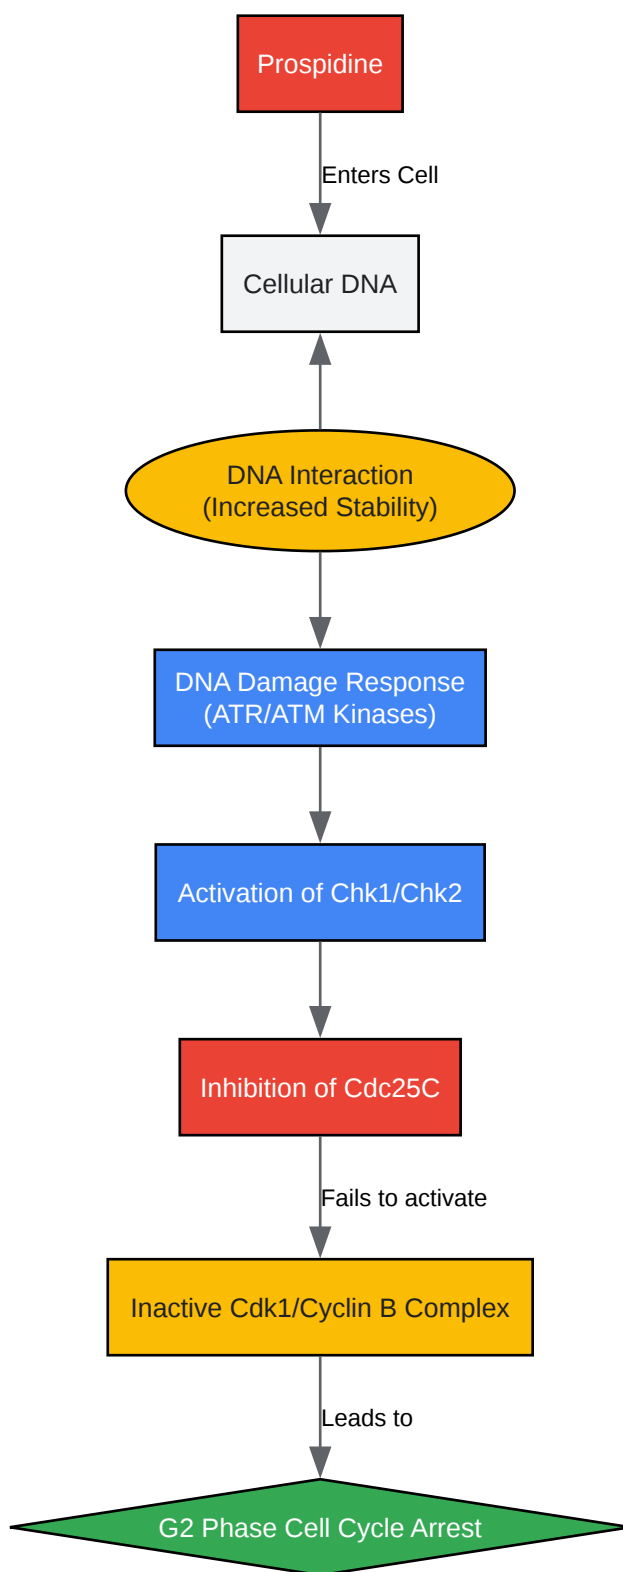 Prospidine
Enters Cell
Cellular DNA
DNA Interaction
(Increased Stability)
DNA Damage Response
(ATR/ATM Kinases)
Activation of Chk1/Chk2
Inhibition of Cdc25C
Fails to activate
Inactive Cdk1/Cyclin B Complex
Leads to
G2 Phase Cell Cycle Arrest